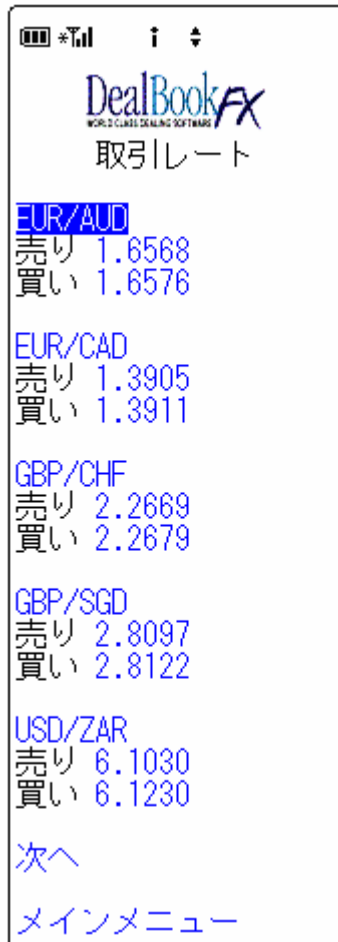 DealBookFX
WORLD CLASS DEALING SOFTWARE
取引レート
EUR/AUD
売り 1.6568
買い 1.6576
EUR/CAD
売り 1.3905
買い 1.3911
GBP/CHF
売り 2.2669
買い 2.2679
GBP/SGD
売り 2.8097
買い 2.8122
USD/ZAR
売り 6.1030
買い 6.1230
次へ
メインメニュー